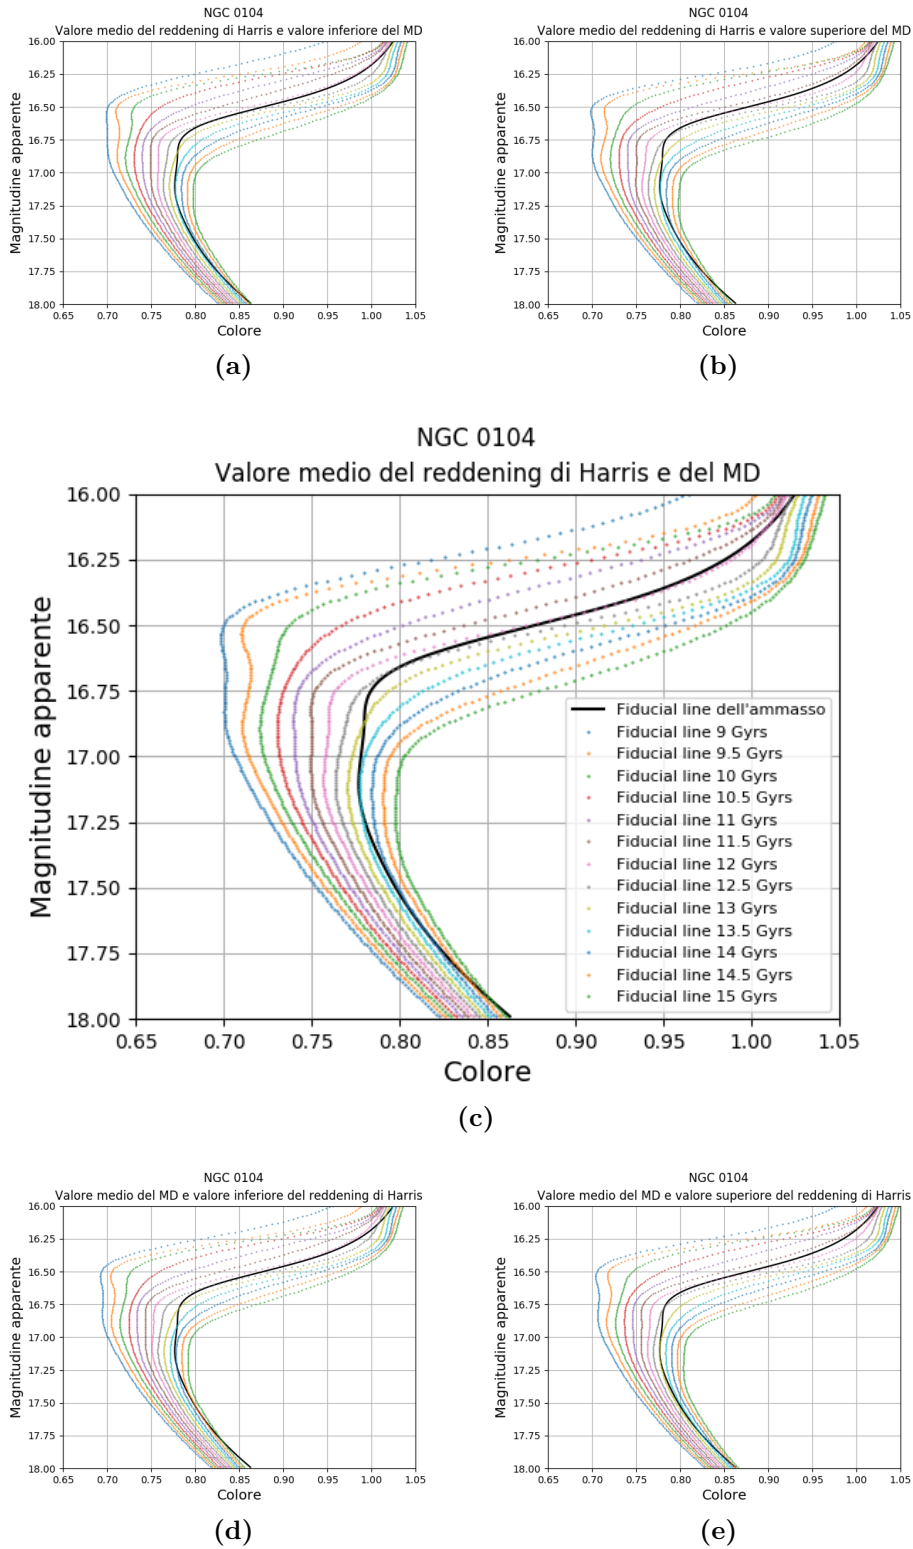 NGC 0104
Valore medio del reddening di Harris e valore inferiore del MD
16.00
16.25
16.50
16.75
17.00
17.25
17.50
17.75
18.00
Magnitudine apparente
0.65 0.70 0.75 0.80 0.85 0.90 0.95 1.00 1.05
Colore
(a)
NGC 0104
Valore medio del reddening di Harris e valore superiore del MD
16.00
16.25
16.50
16.75
17.00
17.25
17.50
17.75
18.00
Magnitudine apparente
0.65 0.70 0.75 0.80 0.85 0.90 0.95 1.00 1.05
Colore
(b)
NGC 0104
Valore medio del reddening di Harris e del MD
16.00
16.25
16.50
16.75
17.00
17.25
17.50
17.75
18.00
Magnitudine apparente
Fiducial line dell'ammasso
Fiducial line 9 Gyrs
Fiducial line 9.5 Gyrs
Fiducial line 10 Gyrs
Fiducial line 10.5 Gyrs
Fiducial line 11 Gyrs
Fiducial line 11.5 Gyrs
Fiducial line 12 Gyrs
Fiducial line 12.5 Gyrs
Fiducial line 13 Gyrs
Fiducial line 13.5 Gyrs
Fiducial line 14 Gyrs
Fiducial line 14.5 Gyrs
Fiducial line 15 Gyrs
0.65 0.70 0.75 0.80 0.85 0.90 0.95 1.00 1.05
Colore
(c)
NGC 0104
Valore medio del MD e valore inferiore del reddening di Harris
16.00
16.25
16.50
16.75
17.00
17.25
17.50
17.75
18.00
Magnitudine apparente
0.65 0.70 0.75 0.80 0.85 0.90 0.95 1.00 1.05
Colore
(d)
NGC 0104
Valore medio del MD e valore superiore del reddening di Harris
16.00
16.25
16.50
16.75
17.00
17.25
17.50
17.75
18.00
Magnitudine apparente
0.65 0.70 0.75 0.80 0.85 0.90 0.95 1.00 1.05
Colore
(e)